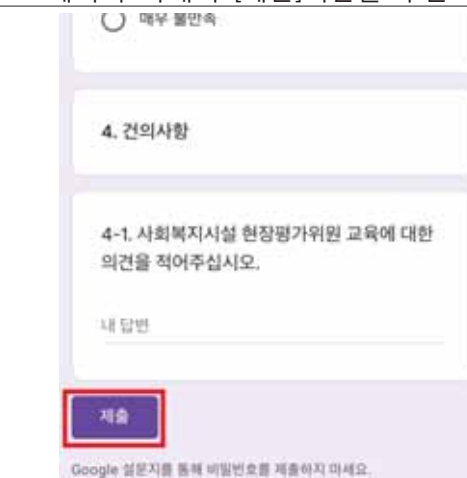 [제출]
매우 불만족
4. 건의사항
4-1. 사회복지시설 현장평가위원 교육에 대한
의견을 적어주십시오.
내 답변
제출
Google 설문지를 통해 비밀번호를 제출하지 마세요.